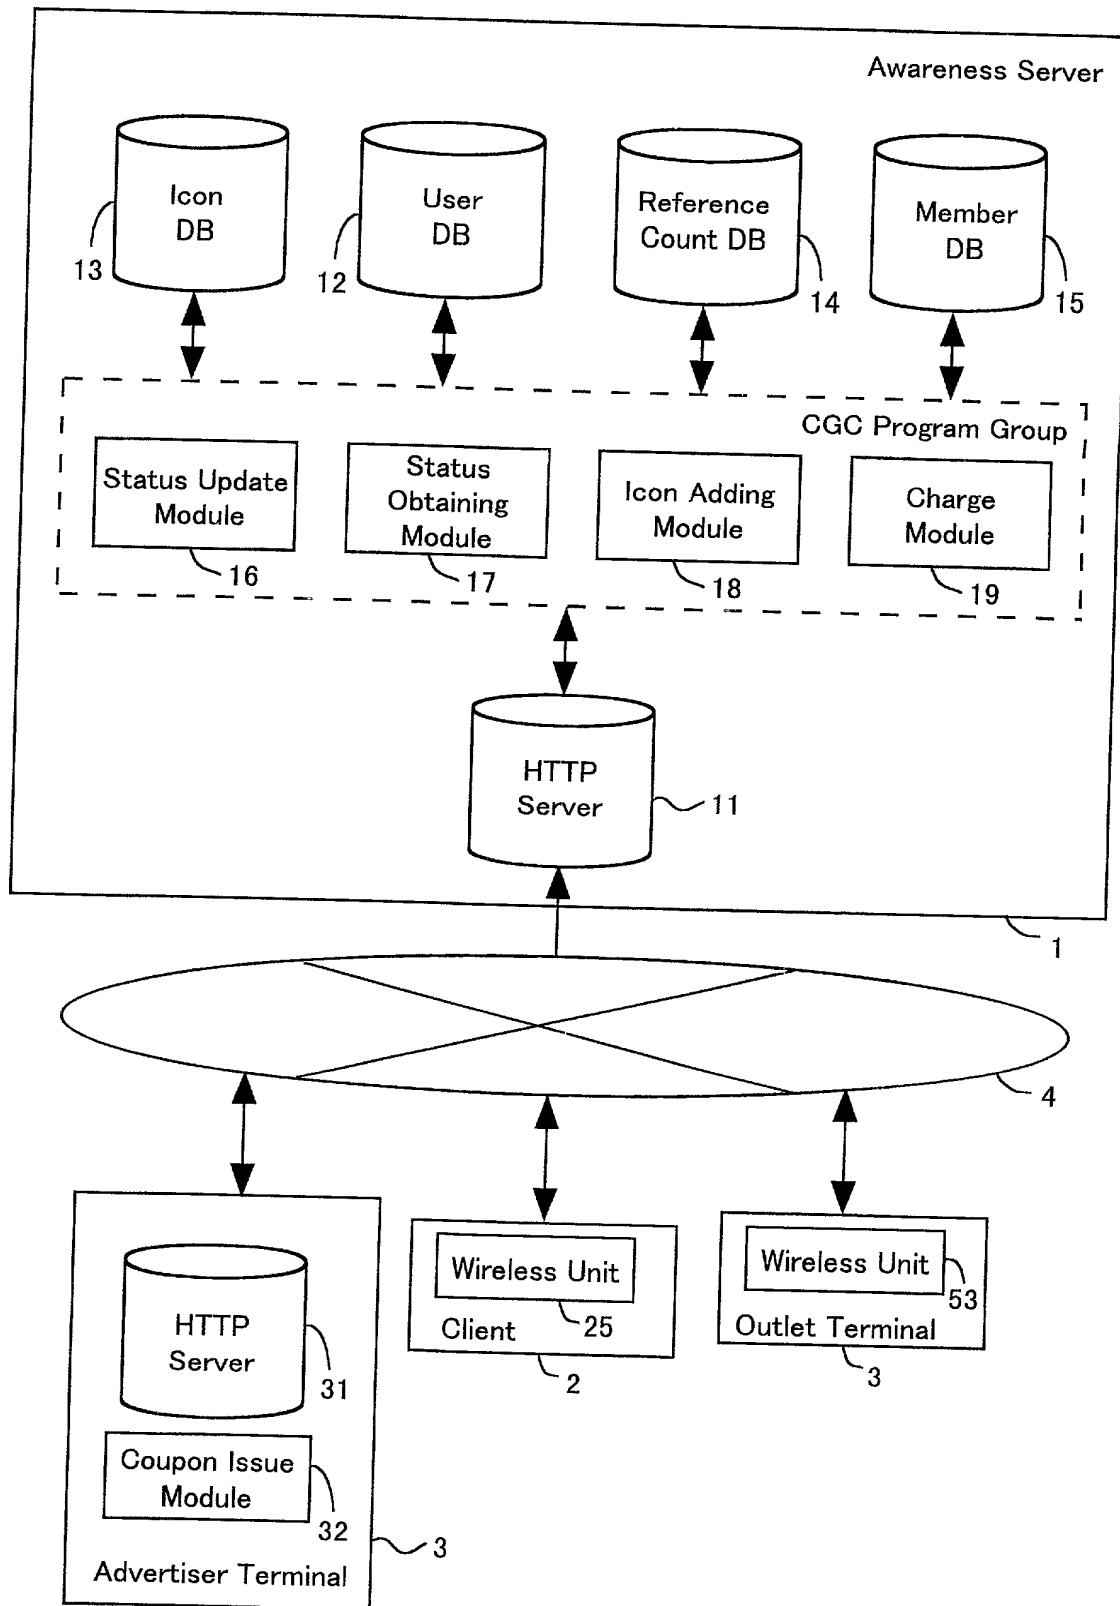 Awareness Server
Icon
DB
13
User
DB
12
Reference
Count DB
14
Member
DB
15
CGC Program Group
Status Update
Module
16
Status
Obtaining
Module
17
Icon Adding
Module
18
Charge
Module
19
HTTP
Server
11
1
4
HTTP
Server
31
Coupon Issue
Module
32
Advertiser Terminal
3
Wireless Unit
25
Client
2
Wireless Unit
53
Outlet Terminal
3